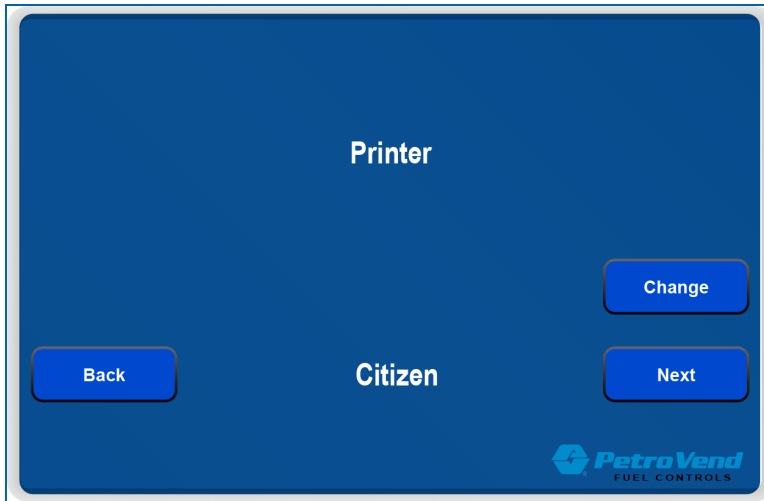 Printer
Change
Back
Citizen
Next
PetroVend
FUEL CONTROLS